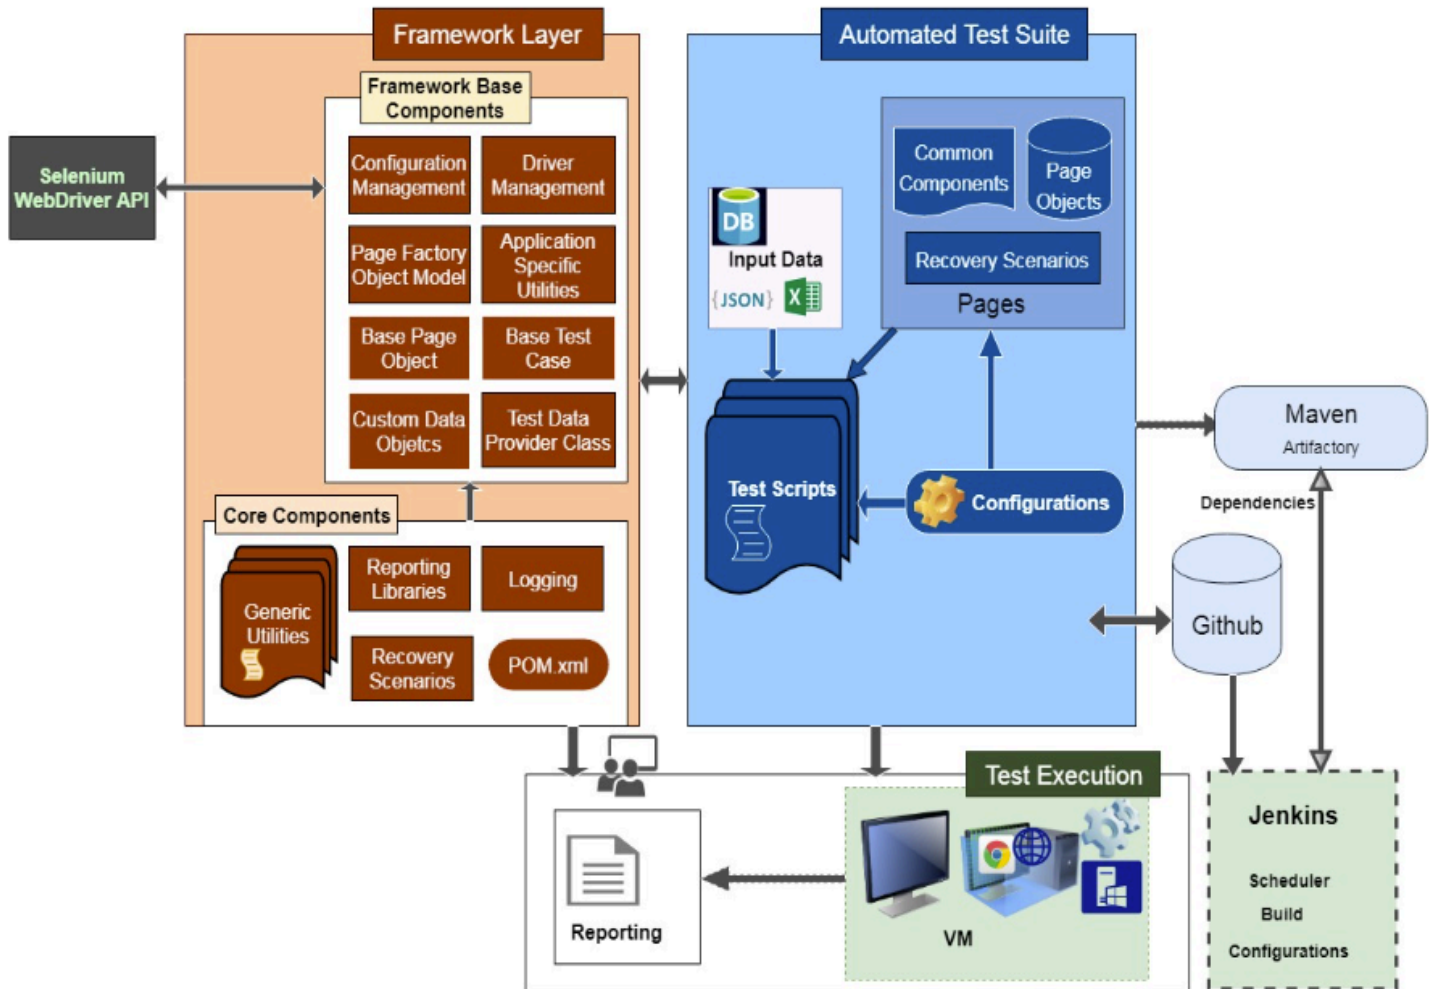 Framework Layer
Framework Base
Components
Selenium
WebDriver API
Configuration
Management
Driver
Management
Page Factory
Object Model
Application
Specific
Utilities
Base Page
Object
Base Test
Case
Custom Data
Objetcs
Test Data
Provider Class
Core Components
Generic
Utilities
Reporting
Libraries
Logging
Recovery
Scenarios
POM.xml
Automated Test Suite
DB
Input Data
{JSON}
X
Common
Components
Page
Objects
Recovery Scenarios
Pages
Test Scripts
Configurations
Maven
Artifactory
Dependencies
Github
Test Execution
Reporting
VM
Jenkins
Scheduler
Build
Configurations